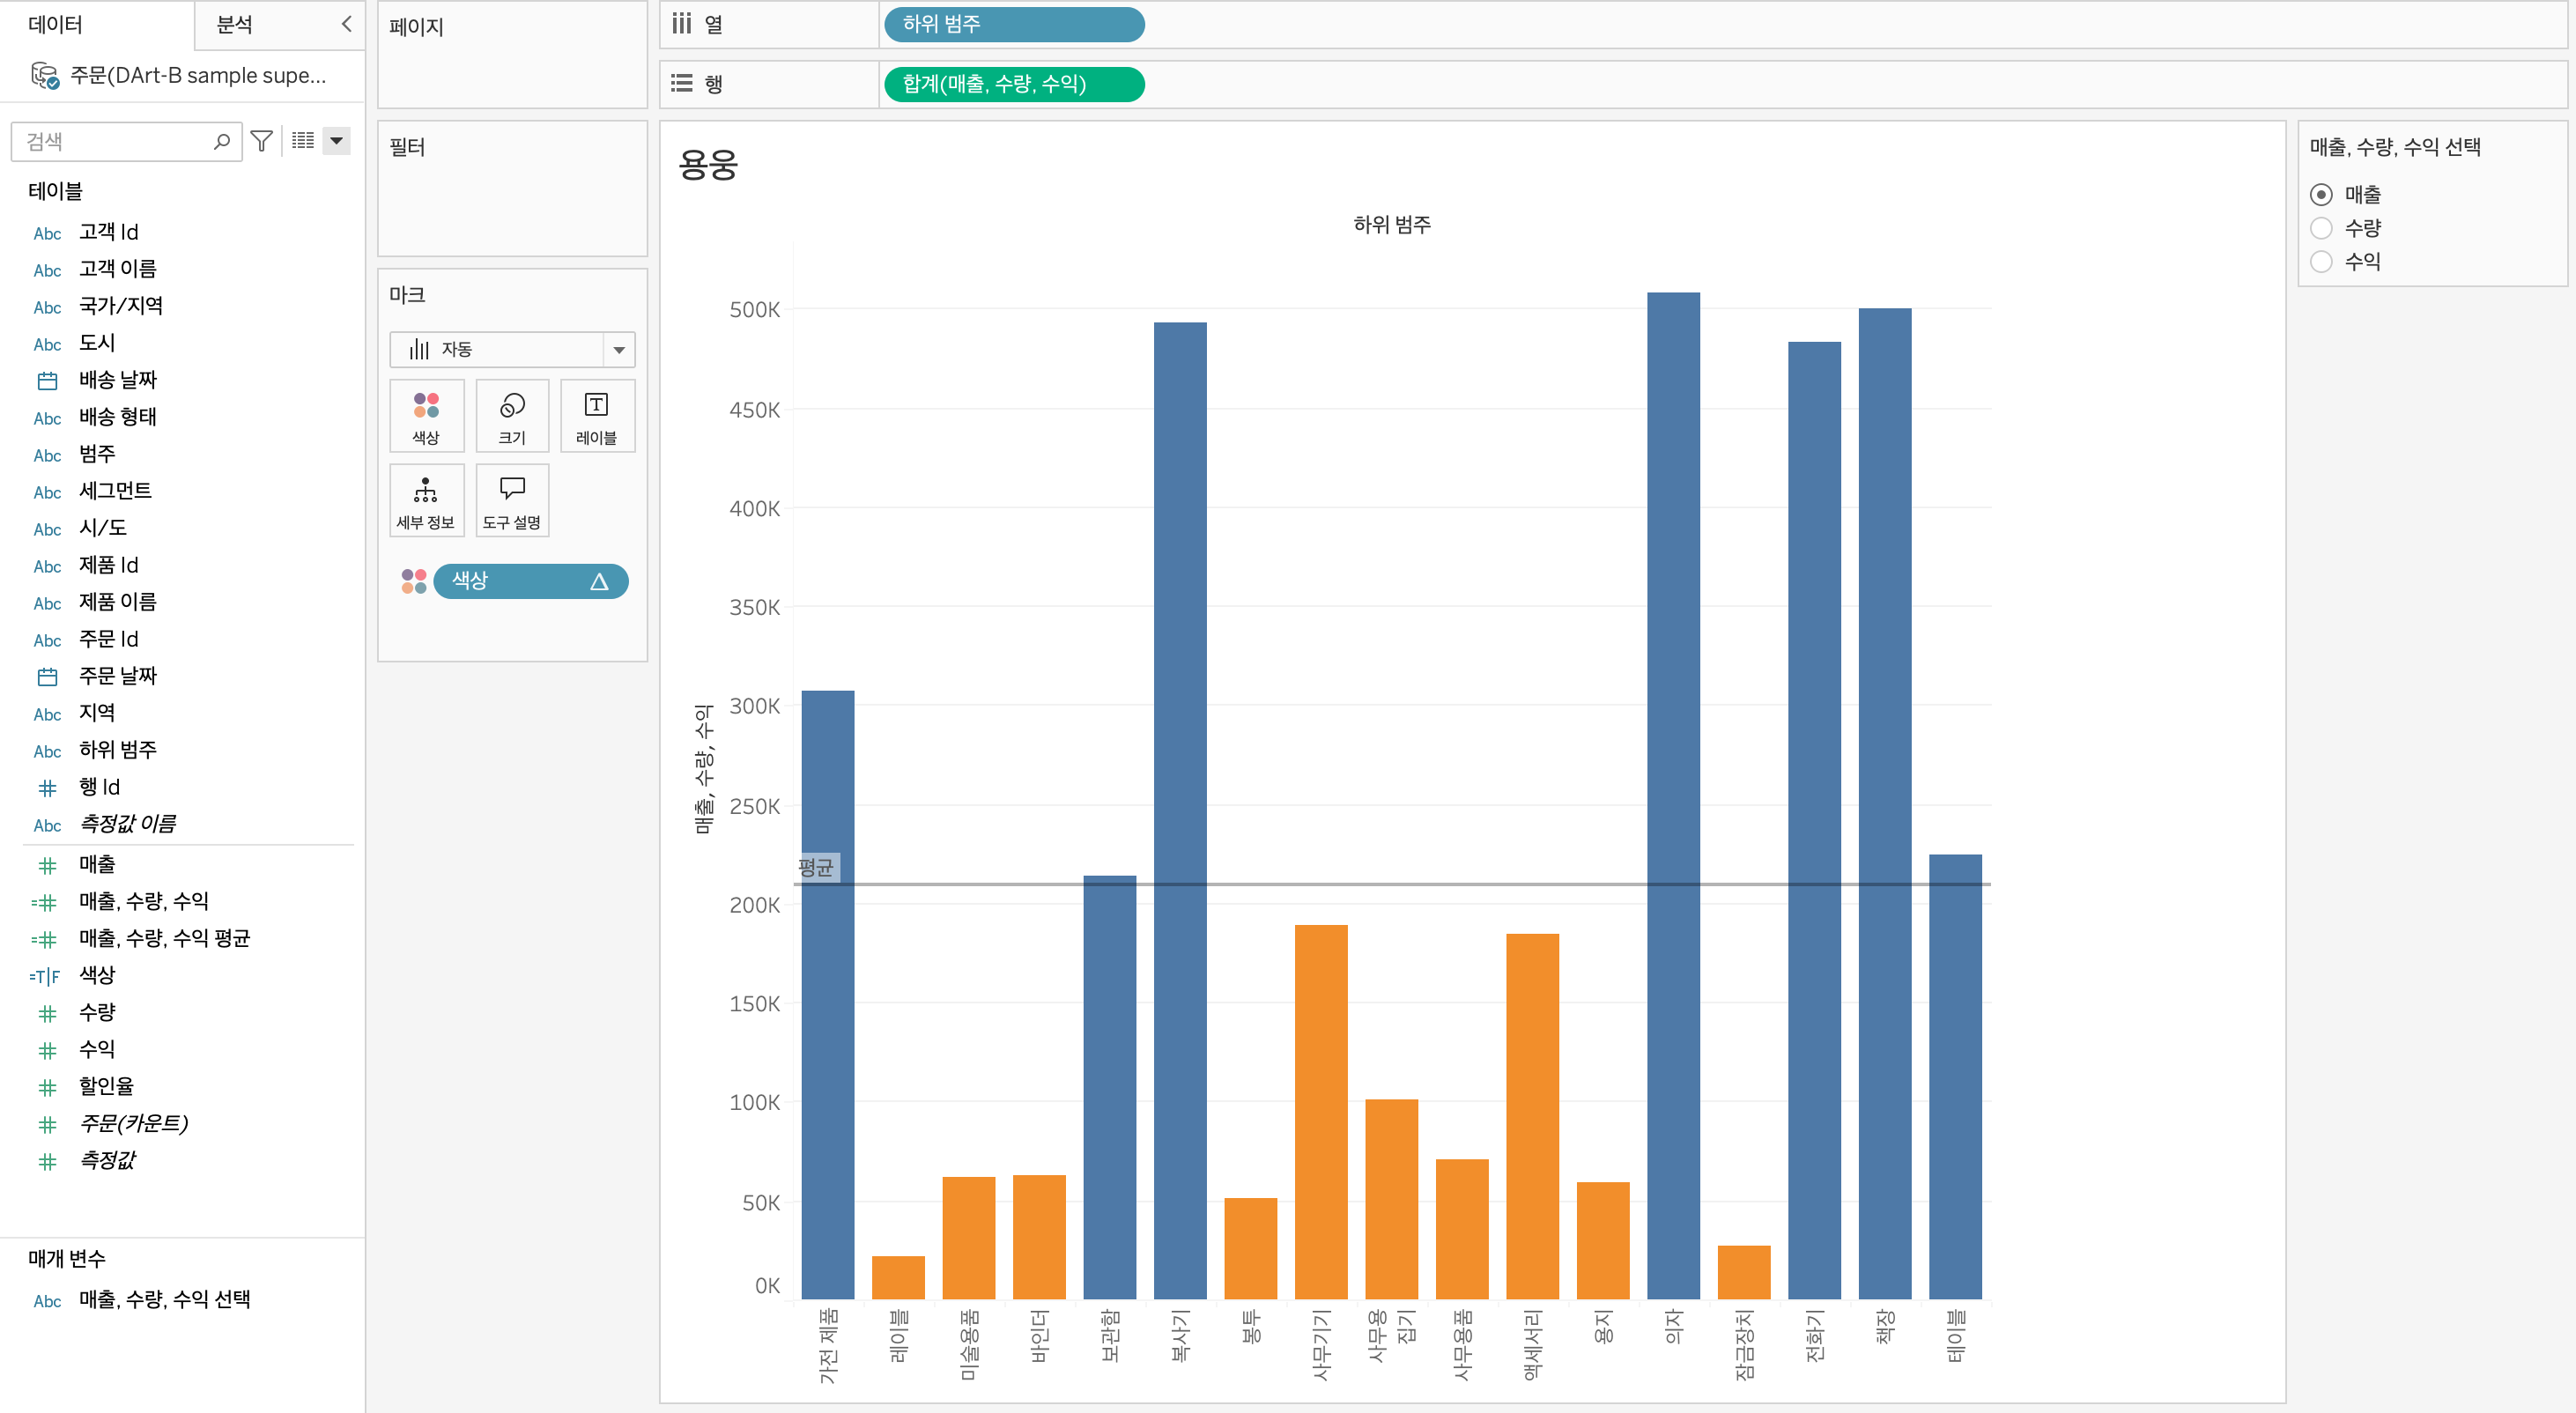 데이터
분석
주문(DArt-B sample supe...
검색
테이블
Abc 고객 Id
Abc 고객 이름
Abc 국가/지역
Abc 도시
배송 날짜
Abc 배송 형태
Abc 범주
Abc 세그먼트
Abc 시/도
Abc 제품 Id
Abc 제품 이름
Abc 주문 Id
주문 날짜
Abc 지역
Abc 하위 범주
# 행 Id
Abc 측정값 이름
# 매출
=# 매출, 수량, 수익
=# 매출, 수량, 수익 평균
=T|F 색상
# 수량
# 수익
# 할인율
# 주문(카운트)
# 측정값
매개 변수
Abc 매출, 수량, 수익 선택
페이지
필터
마크
자동
색상
크기
T
레이블
세부 정보
도구 설명
색상
열
하위 범주
행
합계(매출, 수량, 수익)
용웅
하위 범주
매출, 수량, 수익
500K
450K
400K
350K
300K
250K
200K
150K
100K
50K
0K
평균
가전 제품
레이블
미술용품
바인더
보관함
복사기
봉투
사무기기
사무용
집기
사무용품
액세서리
용지
의자
잠금장치
전화기
책장
테이블
매출, 수량, 수익 선택
매출
수량
수익